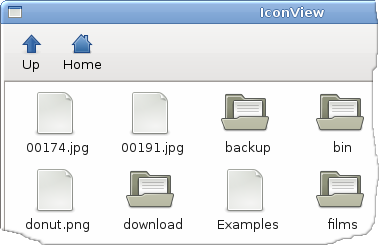 IconView
Up Home
00174.jpg 00191.jpg backup bin
donut.png download Examples films